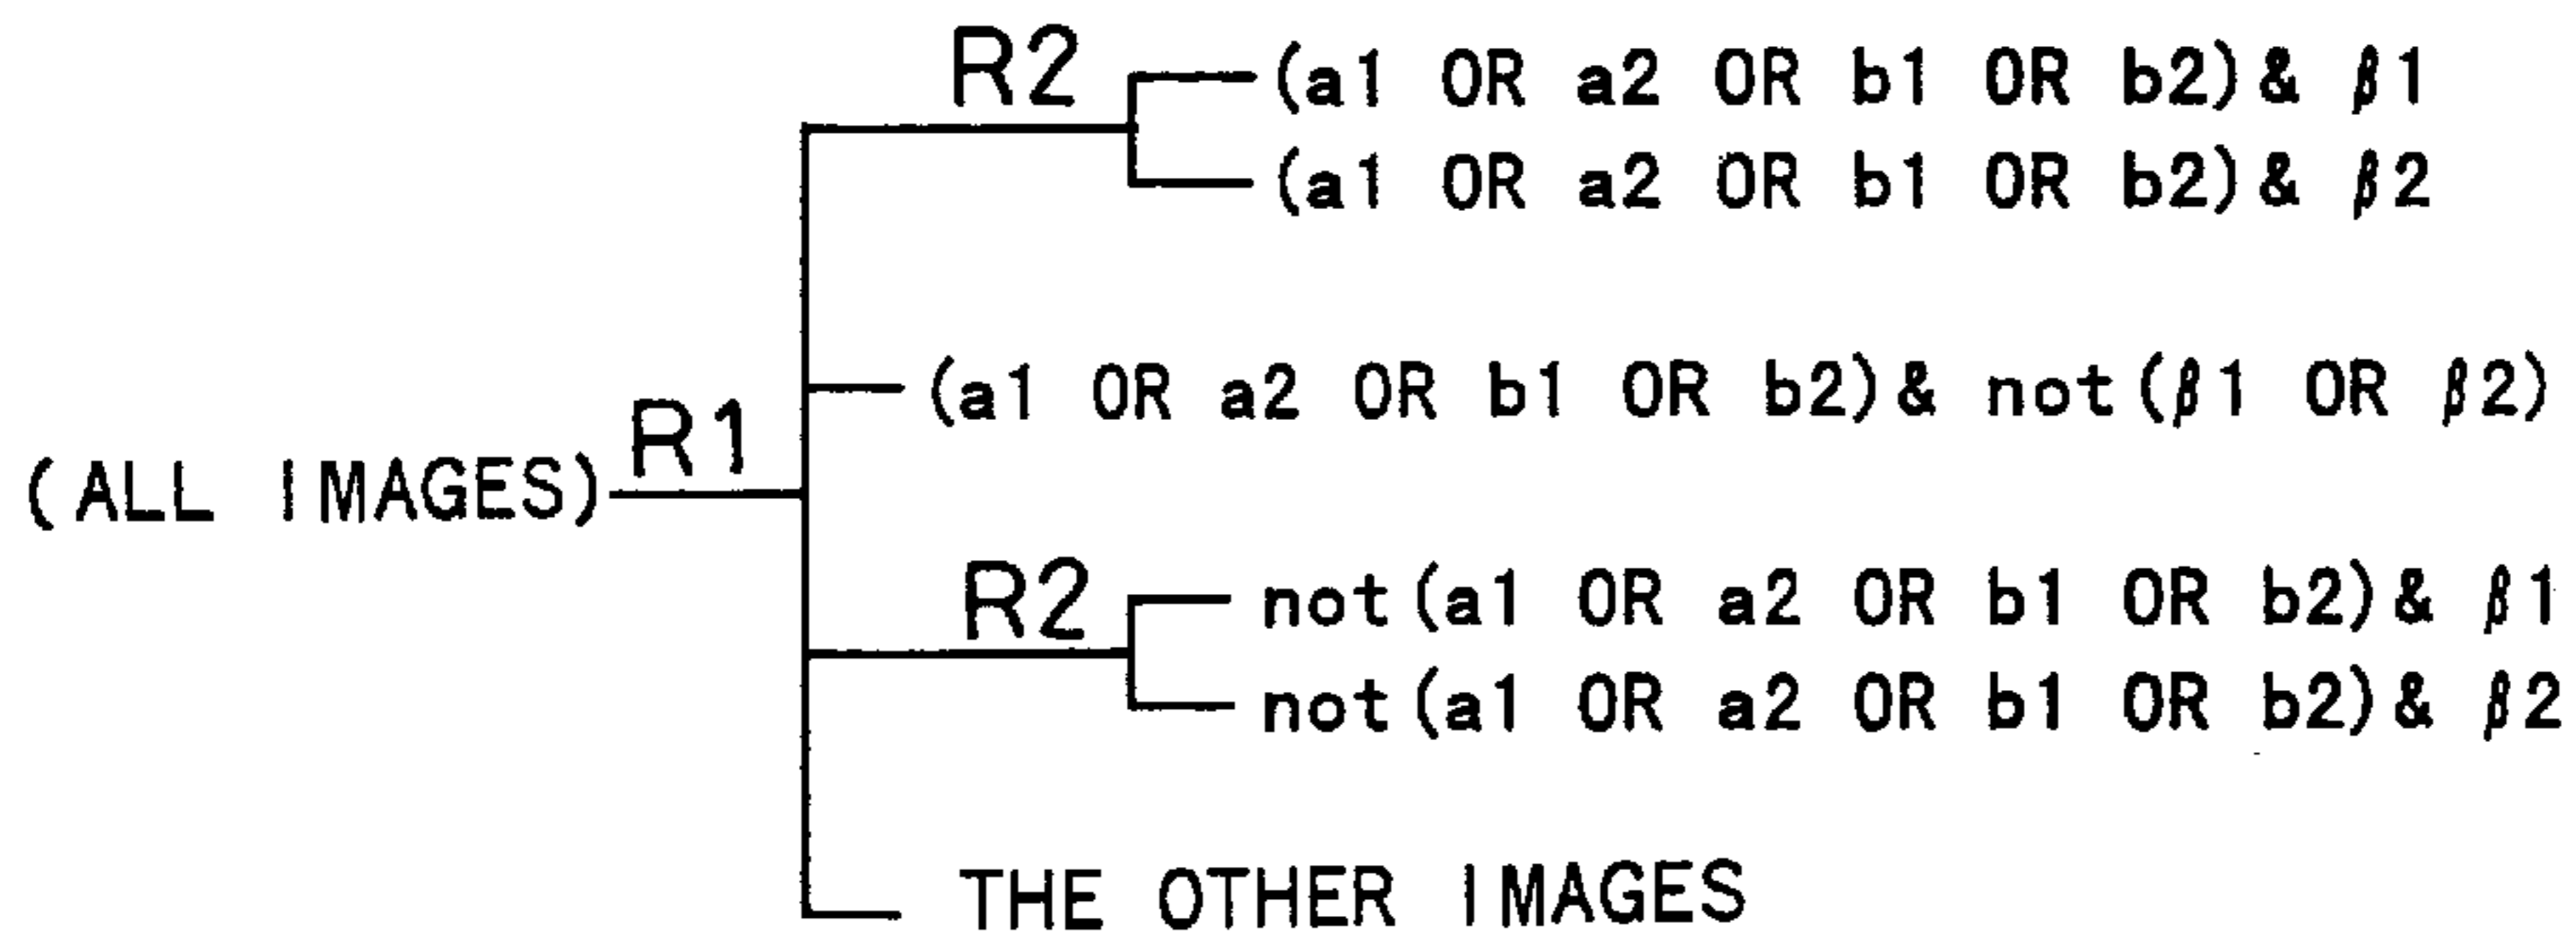 R2
(a1 OR a2 OR b1 OR b2)& β1
(a1 OR a2 OR b1 OR b2)& β2
(a1 OR a2 OR b1 OR b2)& not(β1 OR β2)
R1
(ALL IMAGES)
R2
not(a1 OR a2 OR b1 OR b2)& β1
not(a1 OR a2 OR b1 OR b2)& β2
THE OTHER IMAGES